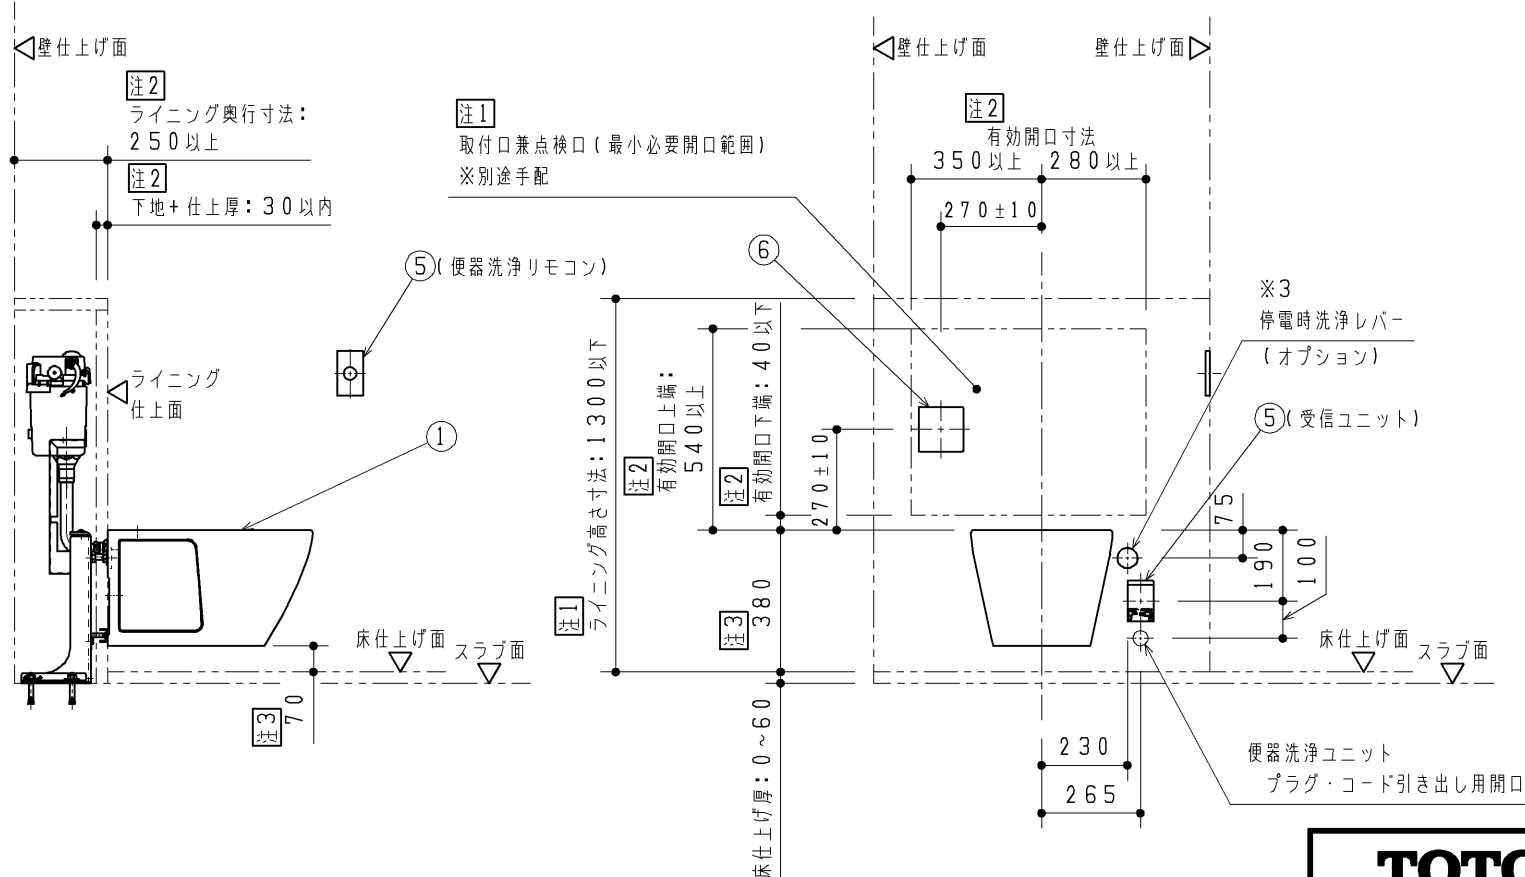 壁仕上げ面
注2
ライニング奥行寸法：
250以上
注2
下地+仕上厚：30以内
⑤(便器洗浄リモコン)
ライニング
仕上面
①
床仕上げ面
スラブ面
注3
70
注1
取付口兼点検口(最小必要開口範囲)
※別途手配
⑥
注1
ライニング高さ寸法：1300以下
注2
有効開口上端：
540以上
注2
有効開口下端：40以下
270±10
注3
380
床仕上げ厚：0~60
壁仕上げ面
壁仕上げ面
注2
有効開口寸法
350以上
280以上
270±10
※3
停電時洗浄レバー
(オプション)
⑤(受信ユニット)
75
190
100
床仕上げ面
スラブ面
230
265
便器洗浄ユニット
プラグ・コード引き出し用開口
TOTO